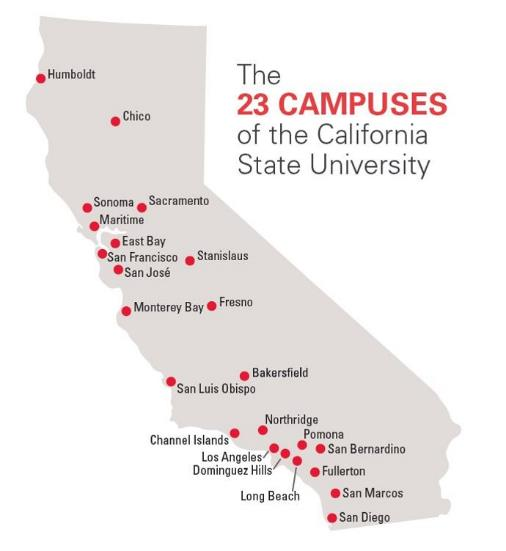 The
23 CAMPUSES
of the California
State University
Humboldt
Chico
Sonoma
Sacramento
Maritime
East Bay
San Francisco
Stanislaus
San José
Monterey Bay
Fresno
Bakersfield
San Luis Obispo
Northridge
Channel Islands
Pomona
San Bernardino
Los Angeles
Dominguez Hills
Fullerton
Long Beach
San Marcos
San Diego